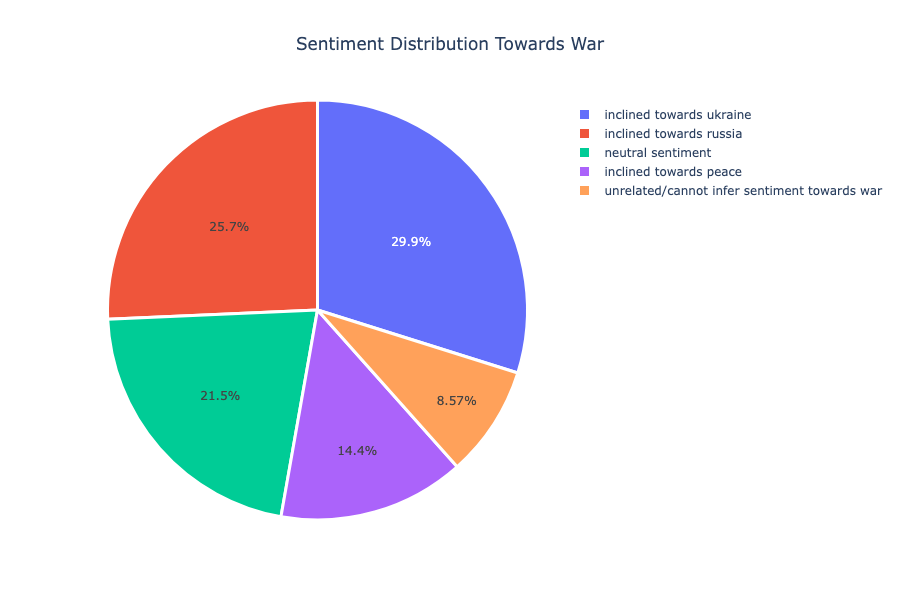 Sentiment Distribution Towards War
inclined towards ukraine
inclined towards russia
neutral sentiment
inclined towards peace
unrelated/cannot infer sentiment towards war
25.7%
29.9%
21.5%
8.57%
14.4%